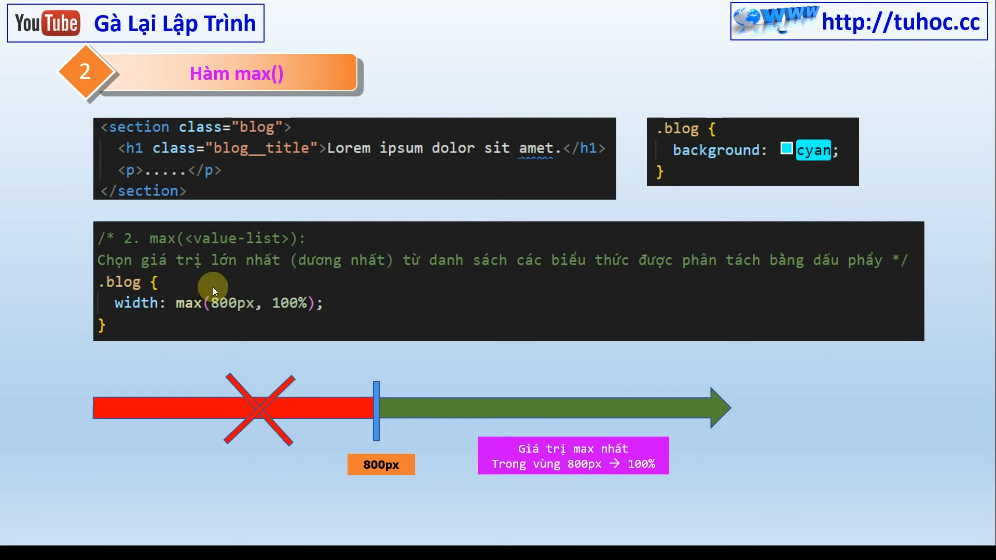 YouTube Gà Lại Lập Trình
www http://tuhoc.cc
2 Hàm max()
<section class="blog">
<h1 class="blog__title">Lorem ipsum dolor sit amet.</h1>
<p>.....</p>
</section>
.blog {
background: cyan;
}
/* 2. max(<value-list>):
Chọn giá trị lớn nhất (dương nhất) từ danh sách các biểu thức được phân tách bằng dấu phẩy */
.blog {
width: max(800px, 100%);
}
800px
Giá trị max nhất
Trong vùng 800px → 100%